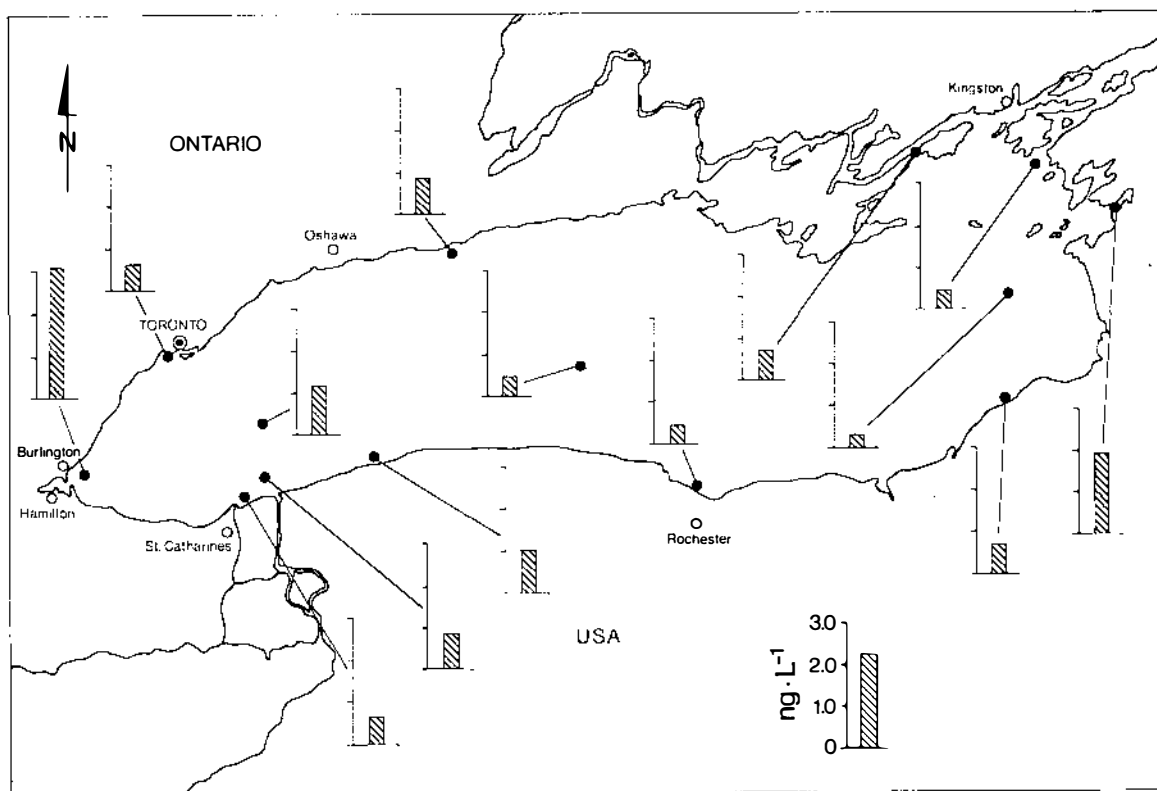 Kingston
N
ONTARIO
Oshawa
TORONTO
Burlington
Hamilton
St. Catharines
Rochester
USA
3.0
2.0
1.0
0
ng·L⁻¹